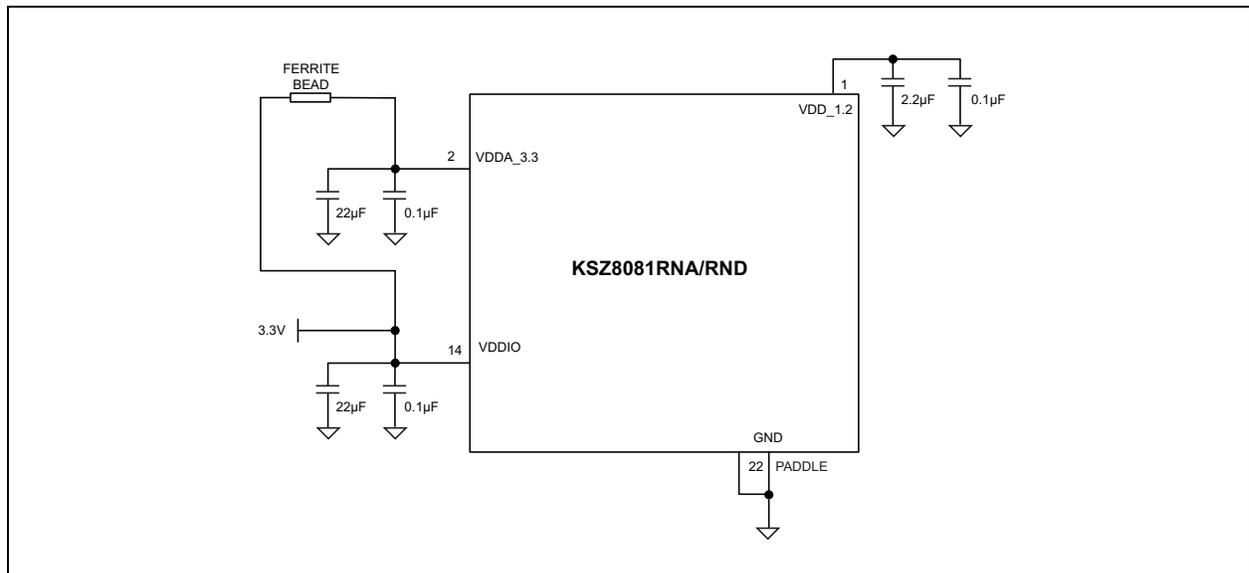 FERRITE
BEAD
1
VDD_1.2
2.2µF
0.1µF
2
VDDA_3.3
22µF
0.1µF
KSZ8081RNA/RND
3.3V
14
VDDIO
22µF
0.1µF
GND
22
PADDLE